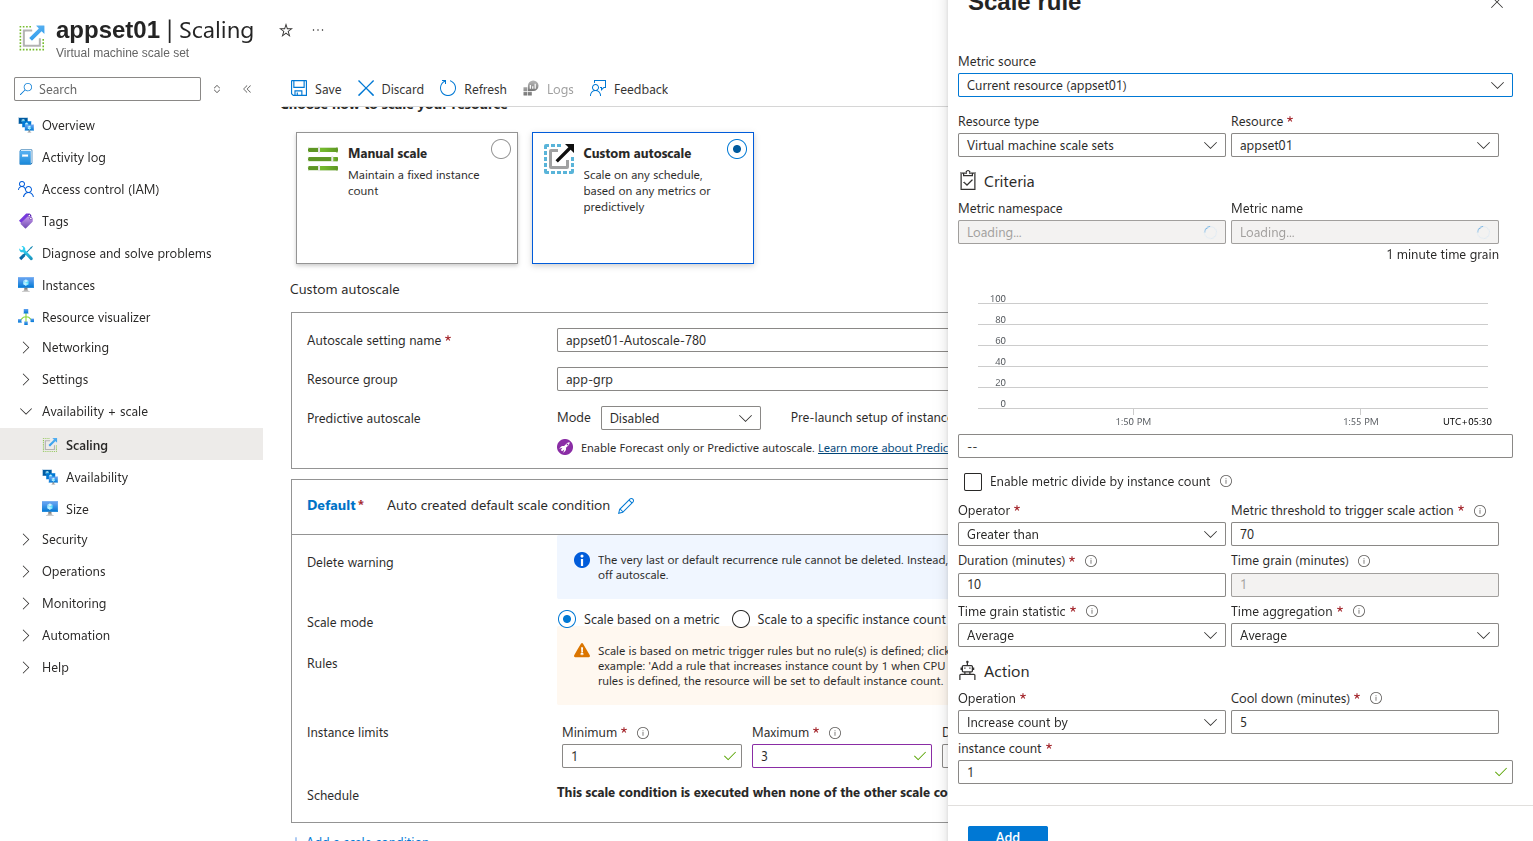 appset01 | Scaling
Virtual machine scale set
Search
Overview
Activity log
Access control (IAM)
Tags
Diagnose and solve problems
Instances
Resource visualizer
Networking
Settings
Availability + scale
Scaling
Availability
Size
Security
Operations
Monitoring
Automation
Help
Save
Discard
Refresh
Logs
Feedback
Choose how to scale your resource
Manual scale
Maintain a fixed instance
count
Custom autoscale
Scale on any schedule,
based on any metrics or
predictively
Custom autoscale
Autoscale setting name *
appset01-Autoscale-780
Resource group
app-grp
Predictive autoscale
Mode
Disabled
Pre-launch setup of instanc
Enable Forecast only or Predictive autoscale. Learn more about Predic
Default*
Auto created default scale condition
Delete warning
The very last or default recurrence rule cannot be deleted. Instead,
off autoscale.
Scale mode
Scale based on a metric
Scale to a specific instance count
Rules
Scale is based on metric trigger rules but no rule(s) is defined; click
example: 'Add a rule that increases instance count by 1 when CPU
rules is defined, the resource will be set to default instance count.
Instance limits
Minimum *
1
Maximum *
3
Schedule
This scale condition is executed when none of the other scale co
+ Add a scale condition
Scale rule
Metric source
Current resource (appset01)
Resource type
Virtual machine scale sets
Resource *
appset01
Criteria
Metric namespace
Loading...
Metric name
Loading...
1 minute time grain
100
80
60
40
20
0
1:50 PM
1:55 PM
UTC+05:30
--
Enable metric divide by instance count
Operator *
Greater than
Metric threshold to trigger scale action *
70
Duration (minutes) *
10
Time grain (minutes)
1
Time grain statistic *
Average
Time aggregation *
Average
Action
Operation *
Increase count by
Cool down (minutes) *
5
instance count *
1
Add